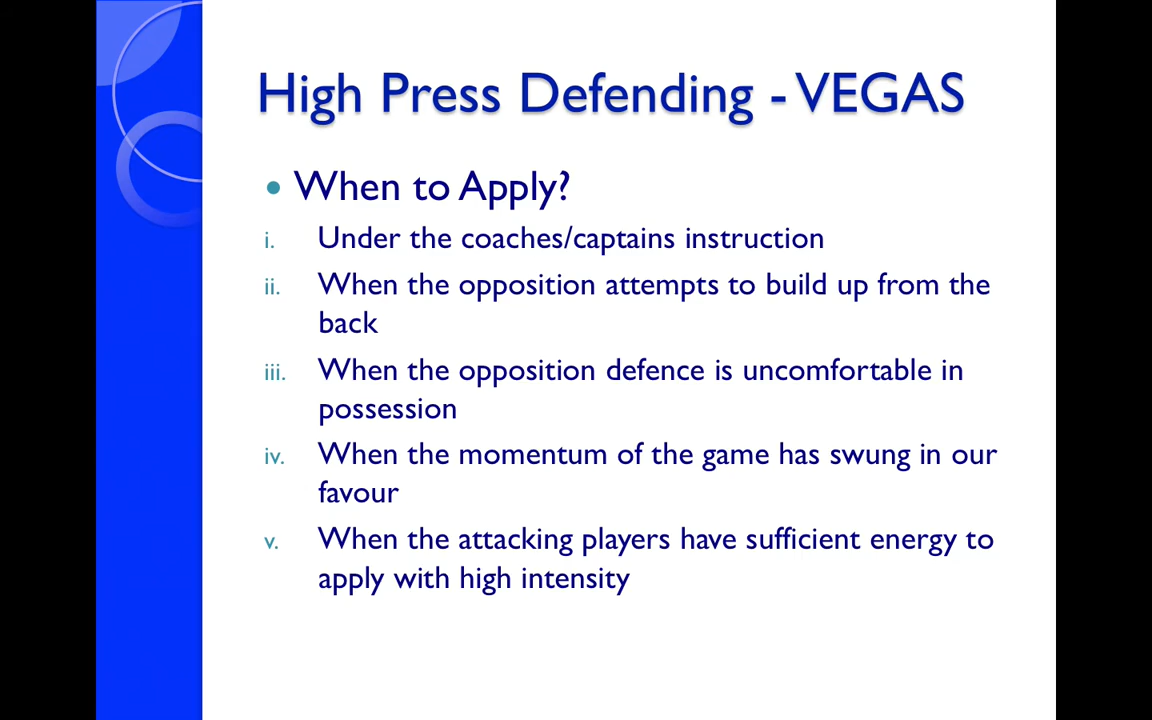 High Press Defending - VEGAS
• When to Apply?
i. Under the coaches/captains instruction
ii. When the opposition attempts to build up from the
back
iii. When the opposition defence is uncomfortable in
possession
iv. When the momentum of the game has swung in our
favour
v. When the attacking players have sufficient energy to
apply with high intensity